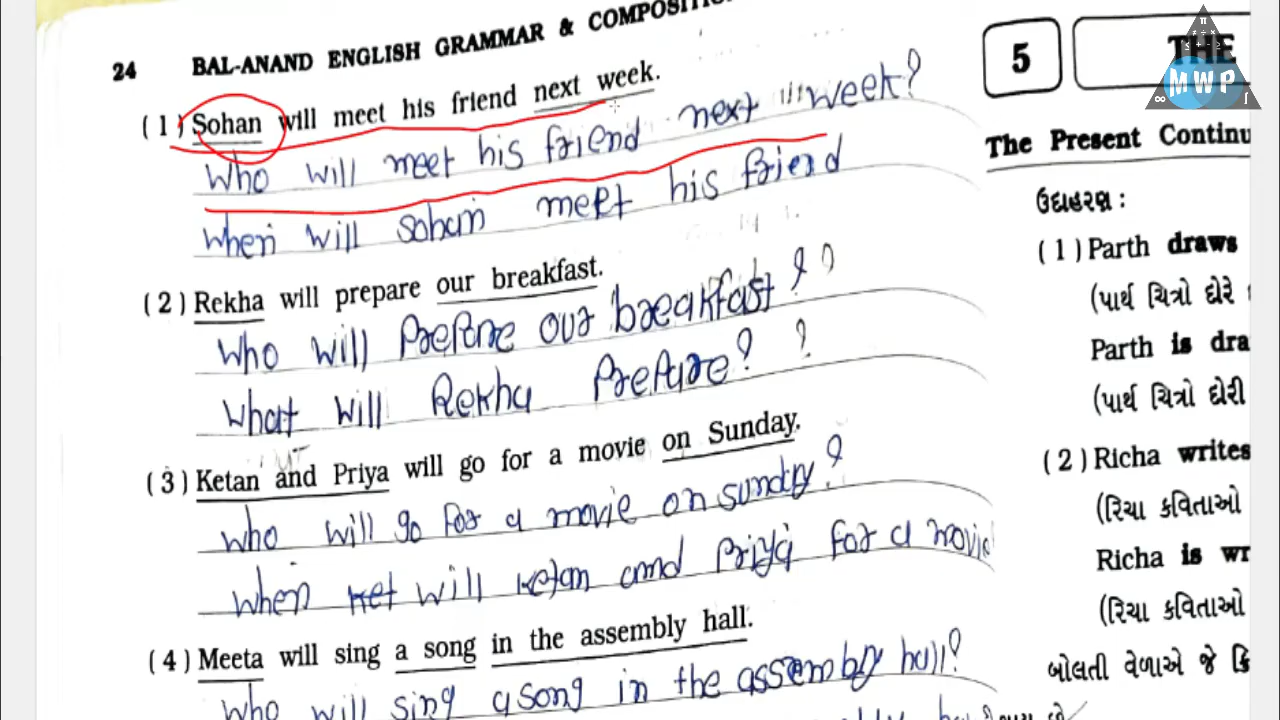 24 BAL-ANAND ENGLISH GRAMMAR & COMPOSITIO
(1) Sohan will meet his friend next week.
Who will meet his friend next week?
When will sohan meet his friend
(2) Rekha will prepare our breakfast.
Who will Prepare our breakfast?
What will Rekha Prepare?
(3) Ketan and Priya will go for a movie on Sunday.
Who will go for a movie on sunday?
When ket will ketan and Priya for a movie
(4) Meeta will sing a song in the assembly hall.
Who will sing a song in the assembly hall?
5 THE
MWP
The Present Continu
ઉદાહરણ :
(1) Parth draws
(પાર્થ ચિત્રો દોરે
Parth is dra
(પાર્થ ચિત્રો દોરી
(2) Richa writes
(રિચા કવિતાઓ
Richa is wr
(રિચા કવિતાઓ
બોલતી વેળાએ જે ક્રિ